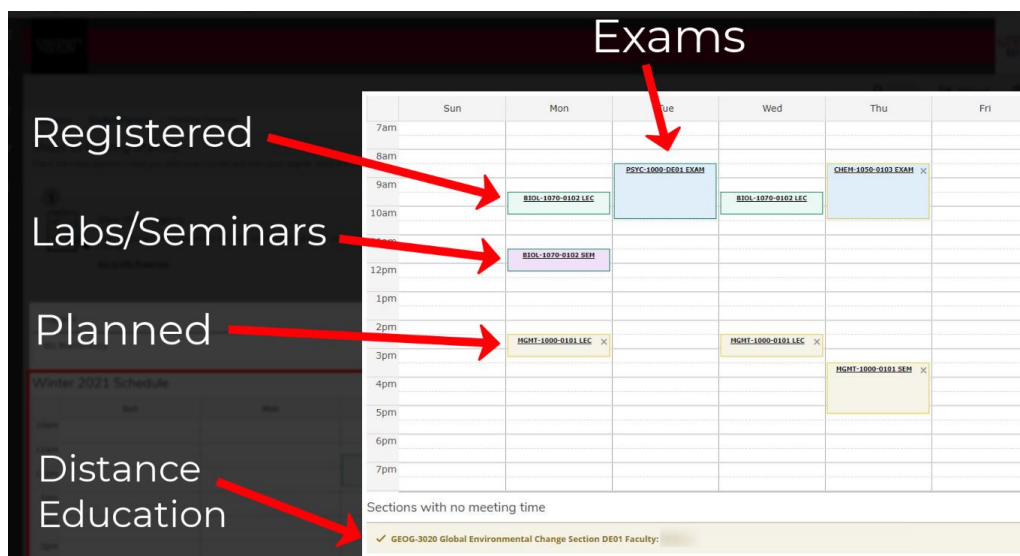 Exams
Registered
Labs/Seminars
Planned
Distance
Education
Winter 2021 Schedule
Sun Mon Tue Wed Thu Fri
7am
8am
PSYC-1000-DE01 EXAM CHEM-1050-0103 EXAM ×
9am
BIOL-1070-0102 LEC BIOL-1070-0102 LEC
10am
BIOL-1070-0102 SEM
12pm
1pm
2pm
MGMT-1000-0101 LEC × MGMT-1000-0101 LEC ×
3pm
MGMT-1000-0101 SEM ×
4pm
5pm
6pm
7pm
Sections with no meeting time
✓ GEOG-3020 Global Environmental Change Section DE01 Faculty: